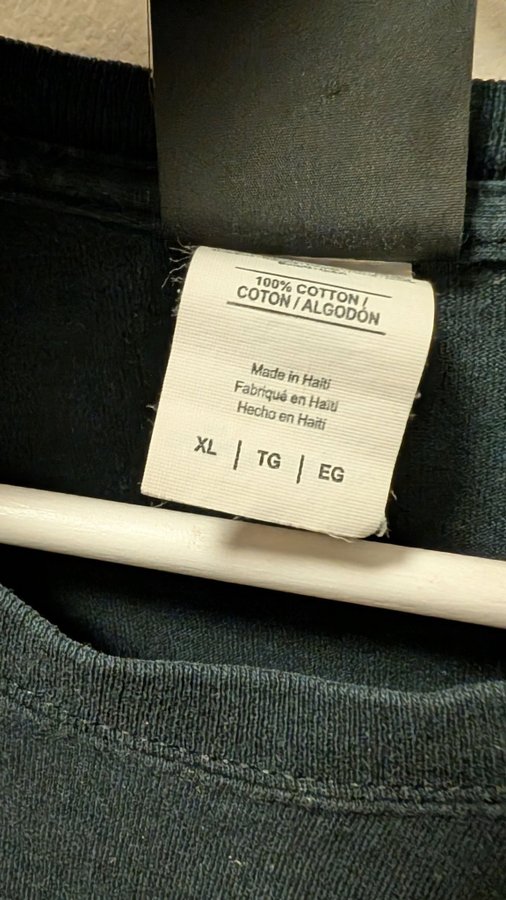 100% COTTON /
COTON / ALGODÓN
Made in Haiti
Fabriqué en Haïti
Hecho en Haití
XL | TG | EG